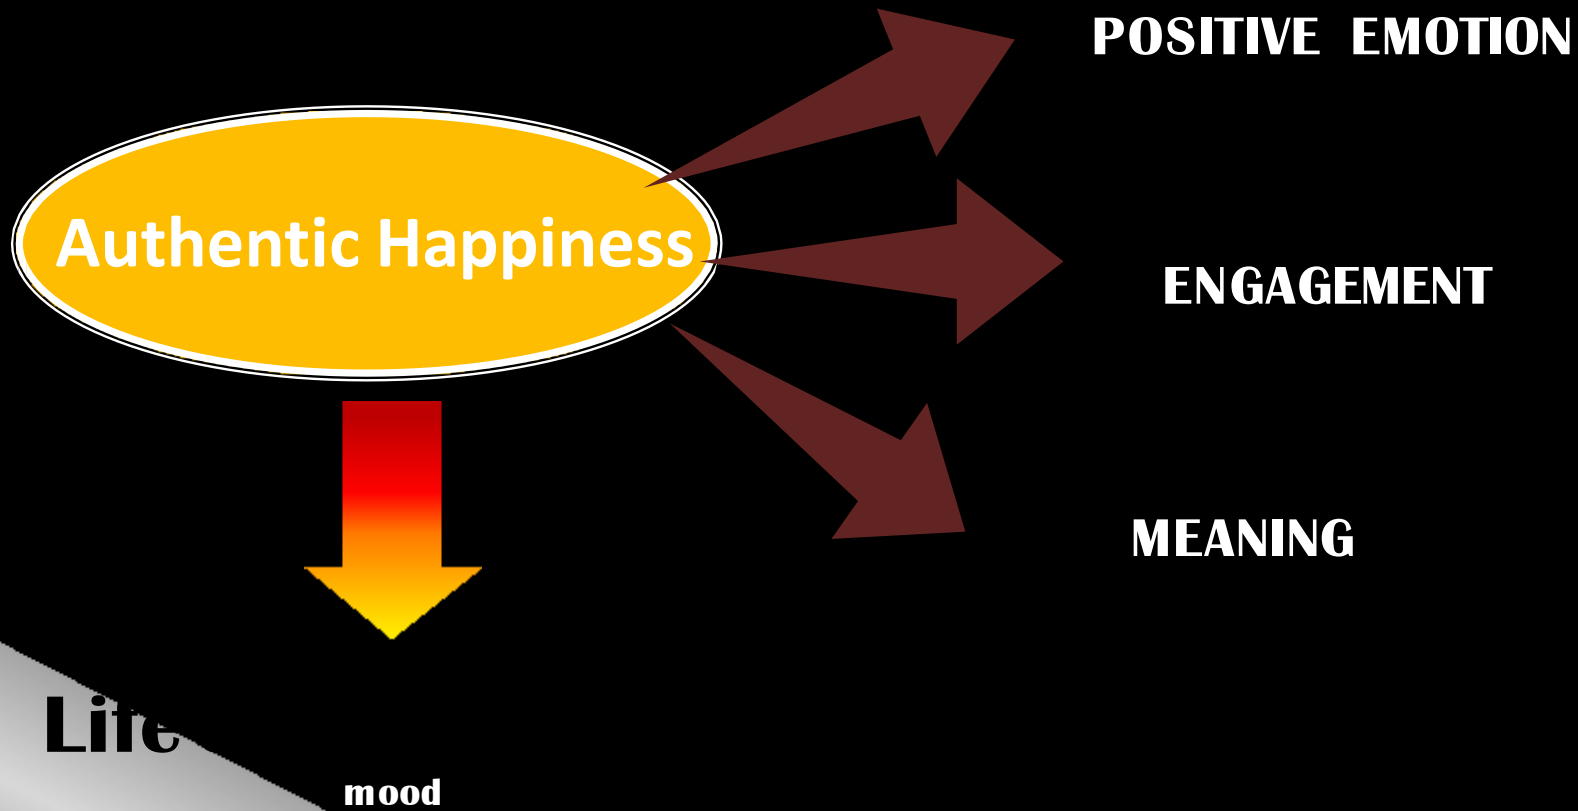 POSITIVE EMOTION
Authentic Happiness
ENGAGEMENT
MEANING
Life
mood